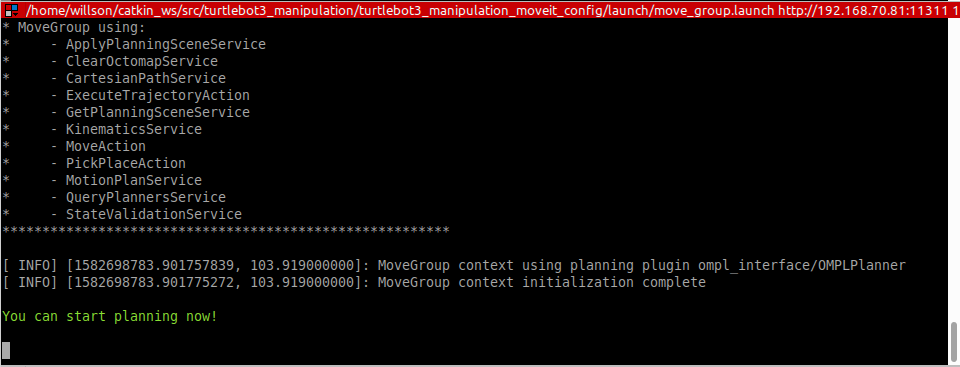 /home/willson/catkin_ws/src/turtlebot3_manipulation/turtlebot3_manipulation_moveit_config/launch/move_group.launch http://192.168.70.81:11311 1
* MoveGroup using:
*     - ApplyPlanningSceneService
*     - ClearOctomapService
*     - CartesianPathService
*     - ExecuteTrajectoryAction
*     - GetPlanningSceneService
*     - KinematicsService
*     - MoveAction
*     - PickPlaceAction
*     - MotionPlanService
*     - QueryPlannersService
*     - StateValidationService
********************************************************
[ INFO] [1582698783.901757839, 103.919000000]: MoveGroup context using planning plugin ompl_interface/OMPLPlanner
[ INFO] [1582698783.901775272, 103.919000000]: MoveGroup context initialization complete
You can start planning now!